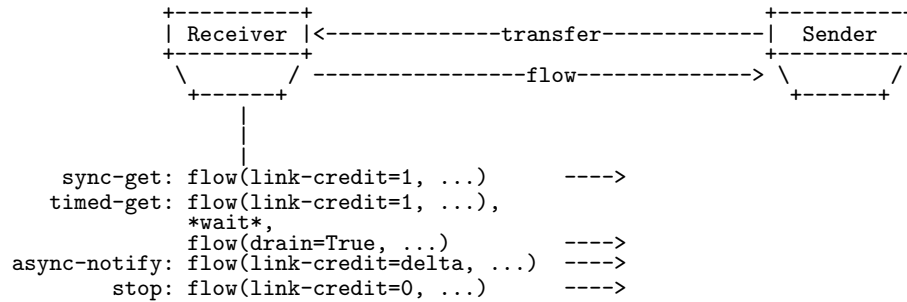 Receiver transfer Sender
flow
sync-get: flow(link-credit=1, ...) ---->
timed-get: flow(link-credit=1, ...),
*wait*,
flow(drain=True, ...) ---->
async-notify: flow(link-credit=delta, ...) ---->
stop: flow(link-credit=0, ...) ---->